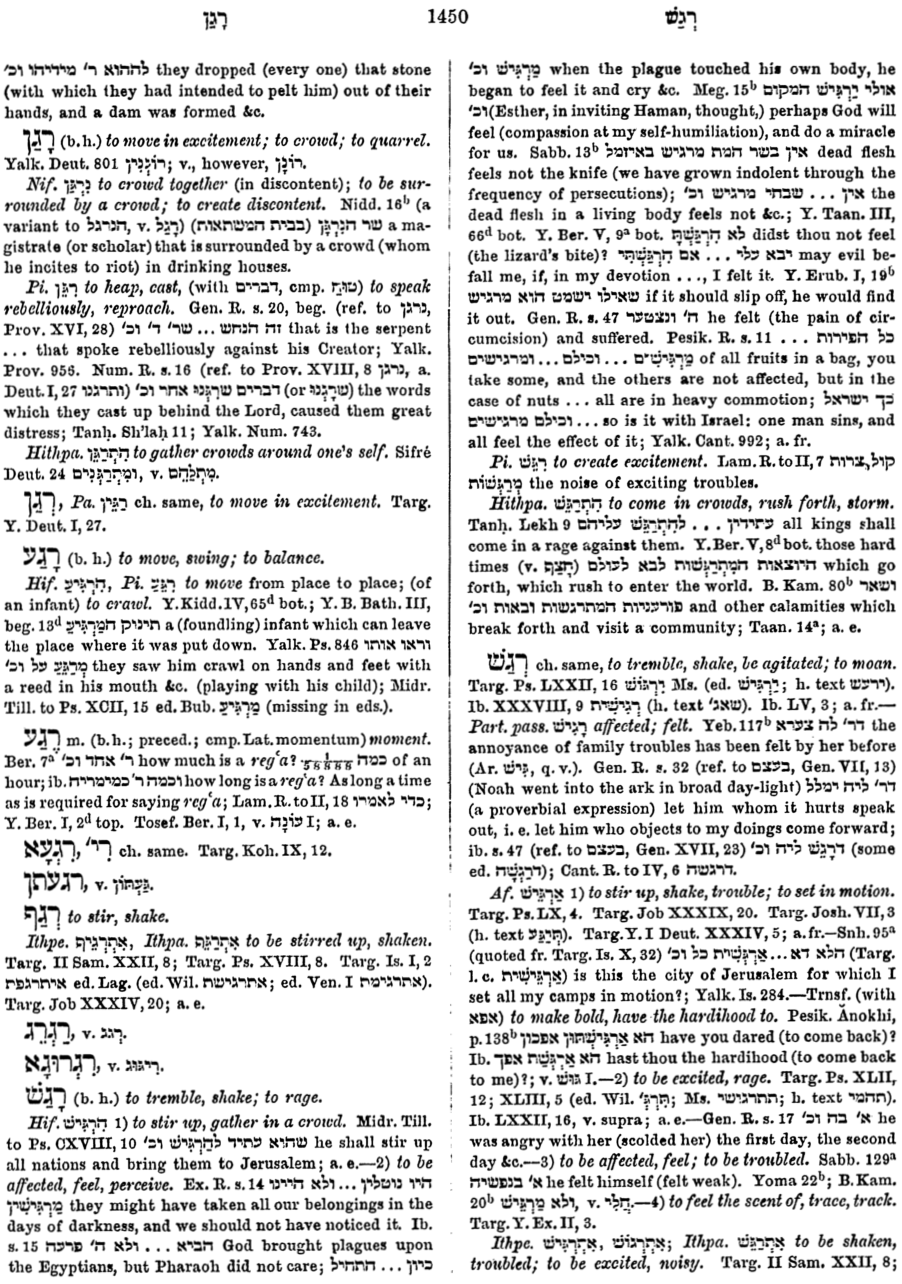 רָגַן
1450
רְגַשׁ
לההוא ר' מידיהו וכ' they dropped (every one) that stone
(with which they had intended to pelt him) out of their
hands, and a dam was formed &c.
רָגַן (b. h.) to move in excitement; to crowd; to quarrel.
Yalk. Deut. 801 רוֹגְנִין; v., however, רוֹנֵן.
Nif. נִרְגַּן to crowd together (in discontent); to be sur-
rounded by a crowd; to create discontent. Nidd. 16ᵇ (a
variant to הנרגל, v. רָגַל) (בבית המשתאות) שר הנִרְגָּן a ma-
gistrate (or scholar) that is surrounded by a crowd (whom
he incites to riot) in drinking houses.
Pi. רִגֵּן to heap, cast, (with דברים, cmp. טוּחַ) to speak
rebelliously, reproach. Gen. R. s. 20, beg. (ref. to נרגן,
Prov. XVI, 28) זה הנחש ... שר' ד' וכ' that is the serpent
... that spoke rebelliously against his Creator; Yalk.
Prov. 956. Num. R. s. 16 (ref. to Prov. XVIII, 8 נרגן, a.
Deut. I, 27 ותרגנו) דברים שרִגְּנוּ אחר וכ' (or שרָגְנוּ) the words
which they cast up behind the Lord, caused them great
distress; Tanḥ. Sh'laḥ 11; Yalk. Num. 743.
Hithpa. הִתְרַגֵּן to gather crowds around one's self. Sifré
Deut. 24 ומִתְרַגְּנִים, v. מִתְלַחֵם.
רְגַן, Pa. רַגֵּין ch. same, to move in excitement. Targ.
Y. Deut. I, 27.
רָגַע (b. h.) to move, swing; to balance.
Hif. הִרְגִּיעַ, Pi. רִגֵּעַ to move from place to place; (of
an infant) to crawl. Y. Kidd. IV, 65ᵈ bot.; Y. B. Bath. III,
beg. 13ᵈ תינוק המַרְגִּיעַ a (foundling) infant which can leave
the place where it was put down. Yalk. Ps. 846 וראו אותו
מְרַגֵּעַ על וכ' they saw him crawl on hands and feet with
a reed in his mouth &c. (playing with his child); Midr.
Till. to Ps. XCII, 15 ed. Bub. מַרְגִּיעַ (missing in eds.).
רֶגַע m. (b. h.; preced.; cmp. Lat. momentum) moment.
Ber. 7ᵃ כמה ר' אחד וכ' how much is a regʿa? of an
hour; ib. וכמה ר' כמימריה how long is a regʿa? As long a time
as is required for saying regʿa; Lam. R. to II, 18 כדי לאמרו;
Y. Ber. I, 2ᵈ top. Tosef. Ber. I, 1, v. עוֹנָה I; a. e.
רִגְעָא, רִי' ch. same. Targ. Koh. IX, 12.
רגעתן, v. גַּעְתּוֹן.
רְגַף to stir, shake.
Ithpe. אִתְרְגִיף, Ithpa. אִתְרַגַּף to be stirred up, shaken.
Targ. II Sam. XXII, 8; Targ. Ps. XVIII, 8. Targ. Is. I, 2
איתרגפת ed. Lag. (ed. Wil. אתרגישת; ed. Ven. I אתרגימת).
Targ. Job XXXIV, 20; a. e.
רַגְרֵג, v. רגג.
רִגְרוּגָא, v. ריגוג.
רָגַשׁ (b. h.) to tremble, shake; to rage.
Hif. הִרְגִּישׁ 1) to stir up, gather in a crowd. Midr. Till.
to Ps. CXVIII, 10 שהוא עתיד לְהַרְגִּישׁ וכ' he shall stir up
all nations and bring them to Jerusalem; a. e.—2) to be
affected, feel, perceive. Ex. R. s. 14 היו נוטלין ... ולא היינו
מַרְגִּישִׁין they might have taken all our belongings in the
days of darkness, and we should not have noticed it. Ib.
s. 15 הביא ... ולא ה' פרעה God brought plagues upon
the Egyptians, but Pharaoh did not care; כיון ... התחיל
מַרְגִּישׁ וכ' when the plague touched his own body, he
began to feel it and cry &c. Meg. 15ᵇ אולי יַרְגִּישׁ המקום
וכ' (Esther, in inviting Haman, thought,) perhaps God will
feel (compassion at my self-humiliation), and do a miracle
for us. Sabb. 13ᵇ אין בשר המת מרגיש באיזמל dead flesh
feels not the knife (we have grown indolent through the
frequency of persecutions); אין ... שבחי מרגיש וכ' the
dead flesh in a living body feels not &c.; Y. Taan. III,
66ᵈ bot. Y. Ber. V, 9ᵃ bot. לא הִרְגַּשְׁתָּ didst thou not feel
(the lizard's bite)? יבא עלי ... אם הִרְגַּשְׁתִּי may evil be-
fall me, if, in my devotion ..., I felt it. Y. Erub. I, 19ᵇ
שאילו ישמט הוא מרגיש if it should slip off, he would find
it out. Gen. R. s. 47 ה' ונצטער he felt (the pain of cir-
cumcision) and suffered. Pesik. R. s. 11 כל הפירות ...
מַרְגִּישִׁים ... וכילם ... ומרגישים of all fruits in a bag, you
take some, and the others are not affected, but in the
case of nuts ... all are in heavy commotion; כך ישראל
... וכילם מרגישים so is it with Israel: one man sins, and
all feel the effect of it; Yalk. Cant. 992; a. fr.
Pi. רִגֵּשׁ to create excitement. Lam. R. to II, 7 קול צרות
מְרַגְּשׁוֹת the noise of exciting troubles.
Hithpa. הִתְרַגֵּשׁ to come in crowds, rush forth, storm.
Tanḥ. Lekh 9 עתידין ... לְהִתְרַגֵּשׁ עליהם all kings shall
come in a rage against them. Y. Ber. V, 8ᵈ bot. those hard
times (v. חָצַף) היוצאות המִתְרַגְּשׁוֹת לבא לעולם which go
forth, which rush to enter the world. B. Kam. 80ᵇ ושאר
פורעניות המתרגשות ובאות וכ' and other calamities which
break forth and visit a community; Taan. 14ᵃ; a. e.
רְגַשׁ ch. same, to tremble, shake, be agitated; to moan.
Targ. Ps. LXXII, 16 יִרְגּוֹשׁ Ms. (ed. יַרְגִּישׁ; h. text ירעש).
Ib. XXXVIII, 9 רְגִישִׁית (h. text שאג'). Ib. LV, 3; a. fr.—
Part. pass. רְגִישׁ affected; felt. Yeb. 117ᵇ דר' לה צערא the
annoyance of family troubles has been felt by her before
(Ar. גִּישׁ, q. v.). Gen. R. s. 32 (ref. to בעצם, Gen. VII, 13)
(Noah went into the ark in broad day-light) דר' ליה ימלל
(a proverbial expression) let him whom it hurts speak
out, i. e. let him who objects to my doings come forward;
ib. s. 47 (ref. to בעצם, Gen. XVII, 23) דרָגֵשׁ ליה וכ' (some
ed. דרַגְשָׁה); Cant. R. to IV, 6 דרגשה.
Af. אַרְגֵּישׁ 1) to stir up, shake, trouble; to set in motion.
Targ. Ps. LX, 4. Targ. Job XXXIX, 20. Targ. Josh. VII, 3
(h. text תְּיַגַּע). Targ. Y. I Deut. XXXIV, 5; a. fr.—Snh. 95ᵃ
(quoted fr. Targ. Is. X, 32) הלא דא ... אַרְגֵּשִׁית כל וכ' (Targ.
l. c. אַרְגֵּישִׁית) is this the city of Jerusalem for which I
set all my camps in motion?; Yalk. Is. 284.—Trnsf. (with
אפא) to make bold, have the hardihood to. Pesik. Ănokhi,
p. 138ᵇ הא אַרְגֵּישְׁתּוּן אפכון have you dared (to come back)?
Ib. הא אַרְגֵּשְׁתְּ אפך hast thou the hardihood (to come back
to me)?; v. גּוּשׁ I.—2) to be excited, rage. Targ. Ps. XLII,
12; XLIII, 5 (ed. Wil. תִּרְגְּ'; Ms. תתרגישי; h. text תהמי).
Ib. LXXII, 16, v. supra; a. e.—Gen. R. s. 17 א' בה וכ' he
was angry with her (scolded her) the first day, the second
day &c.—3) to be affected, feel; to be troubled. Sabb. 129ᵃ
א' בנפשיה he felt himself (felt weak). Yoma 22ᵇ; B. Kam.
20ᵇ ולא מַרְגֵּישׁ, v. חֲלִי.—4) to feel the scent of, trace, track.
Targ. Y. Ex. II, 3.
Ithpe. אִתְרְגִישׁ, אִתְרְגוֹשׁ; Ithpa. אִתְרַגַּשׁ to be shaken,
troubled; to be excited, noisy. Targ. II Sam. XXII, 8;